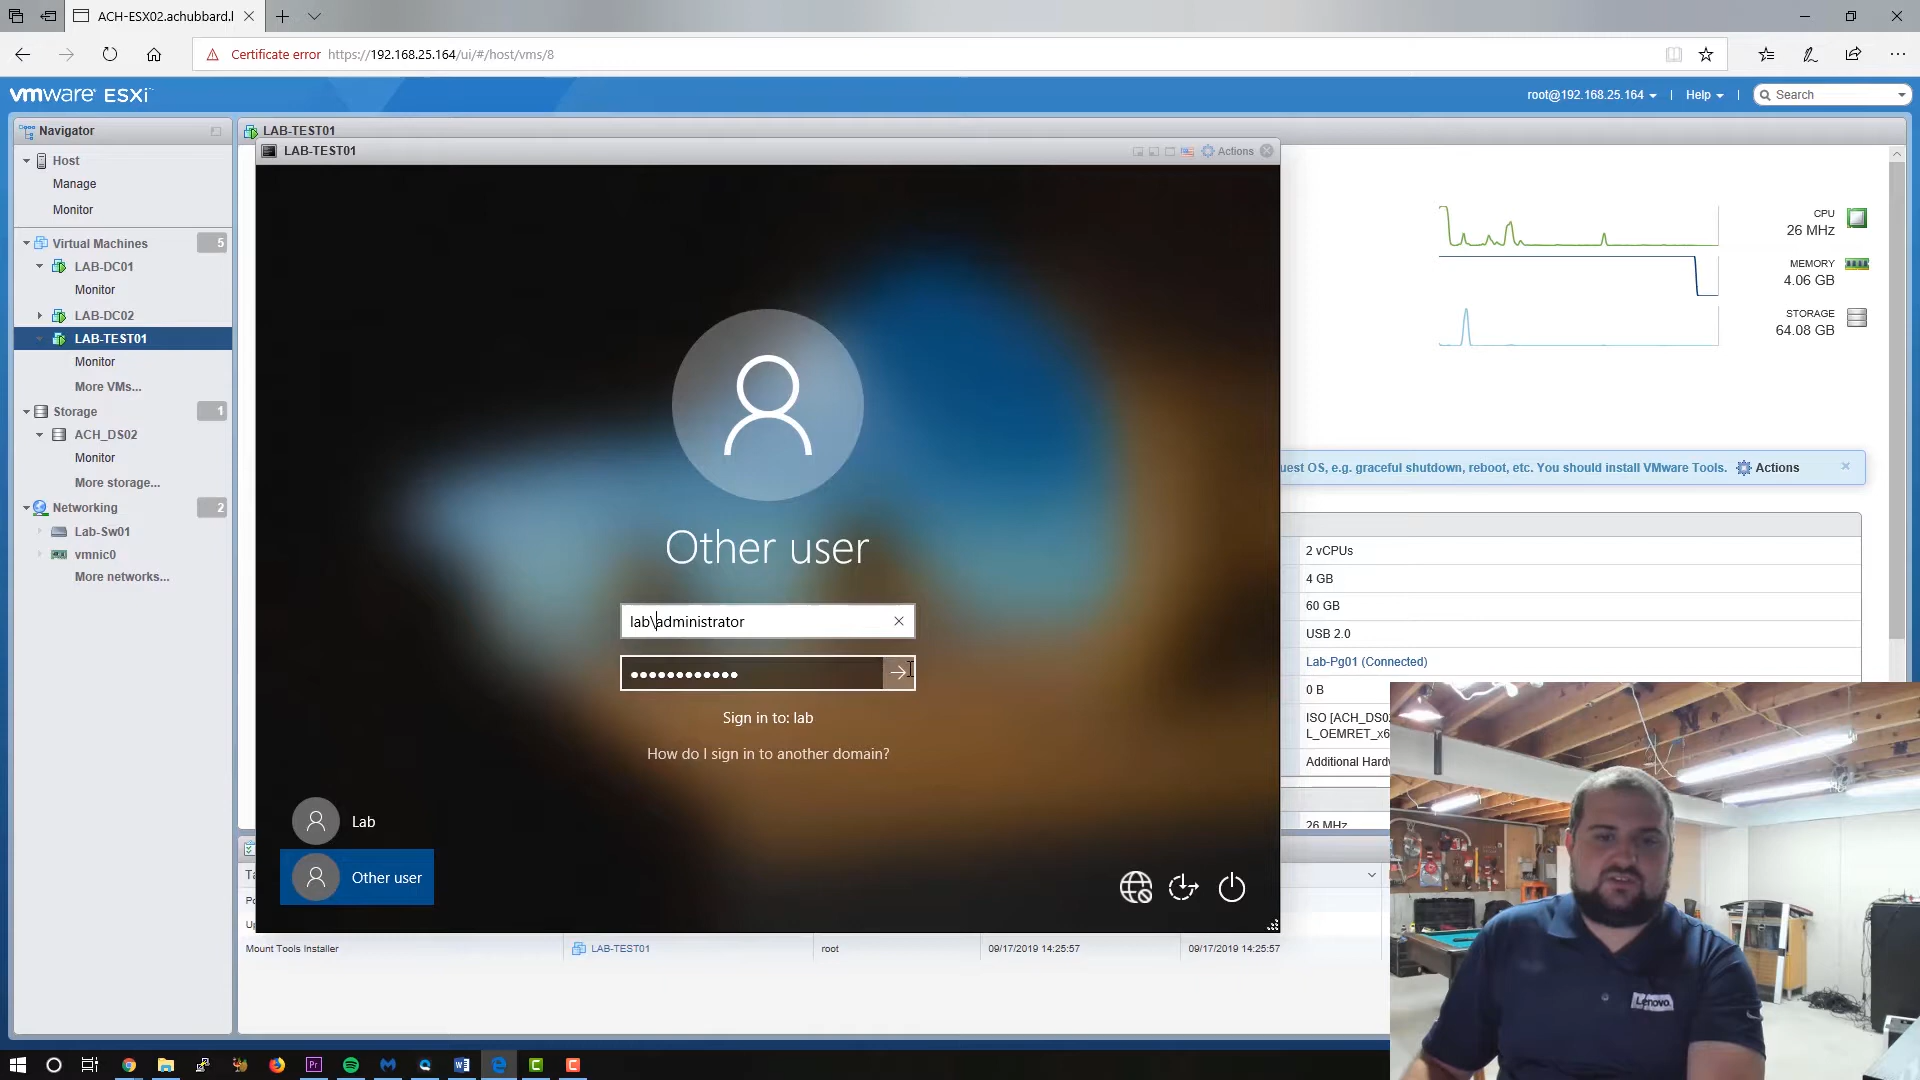 ACH-ESX02.achubbard.l
Certificate error https://192.168.25.164/ui/#/host/vms/8
vmware ESXi
root@192.168.25.164
Help
Search
Navigator
Host
Manage
Monitor
Virtual Machines 5
LAB-DC01
Monitor
LAB-DC02
LAB-TEST01
Monitor
More VMs...
Storage 1
ACH_DS02
Monitor
More storage...
Networking 2
Lab-Sw01
vmnic0
More networks...
LAB-TEST01
LAB-TEST01
Actions
Other user
lab\administrator
Sign in to: lab
How do I sign in to another domain?
Lab
Other user
CPU
26 MHz
MEMORY
4.06 GB
STORAGE
64.08 GB
uest OS, e.g. graceful shutdown, reboot, etc. You should install VMware Tools. Actions
2 vCPUs
4 GB
60 GB
USB 2.0
Lab-Pg01 (Connected)
0 B
ISO [ACH_DS02
L_OEMRET_x6
Additional Hardw
26 MHz
Mount Tools Installer LAB-TEST01 root 09/17/2019 14:25:57 09/17/2019 14:25:57
Lenovo